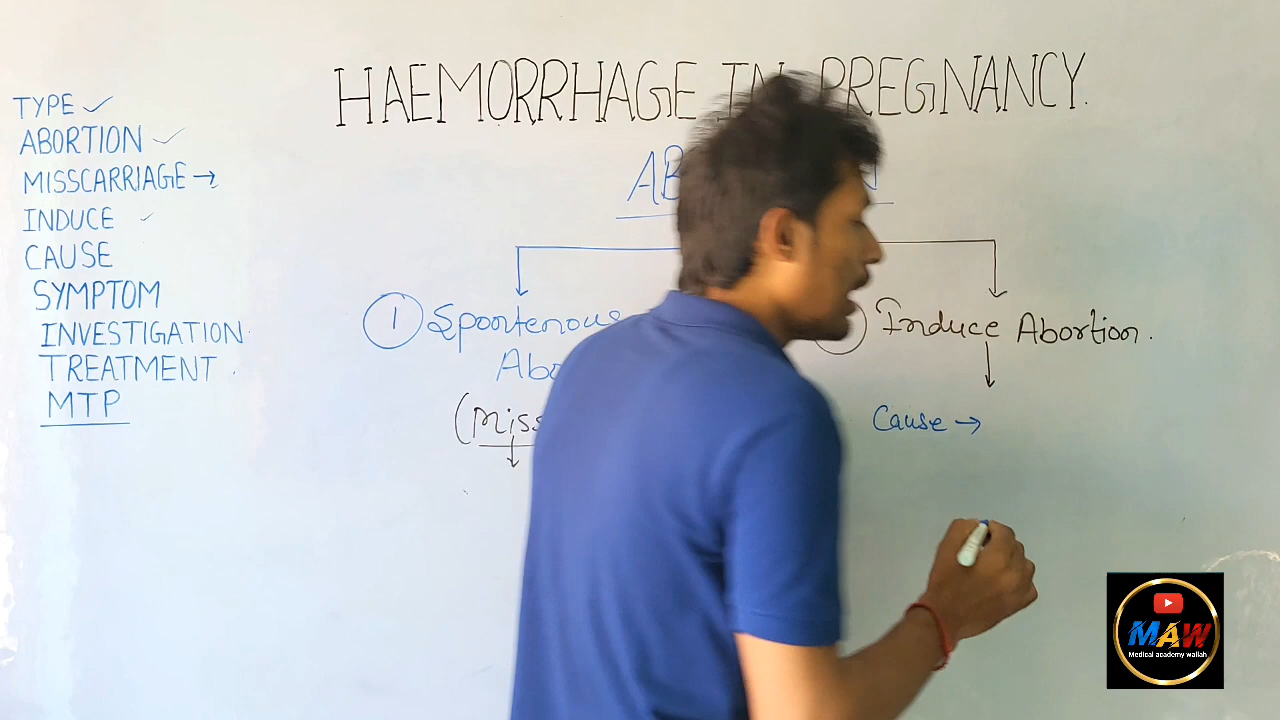 HAEMORRHAGE IN PREGNANCY.
TYPE ✓
ABORTION ✓
MISSCARRIAGE →
INDUCE ✓
CAUSE
SYMPTOM
INVESTIGATION
TREATMENT
MTP
1 Spontenous
Induce Abortion.
Cause →
MAW
Medical academy wallah